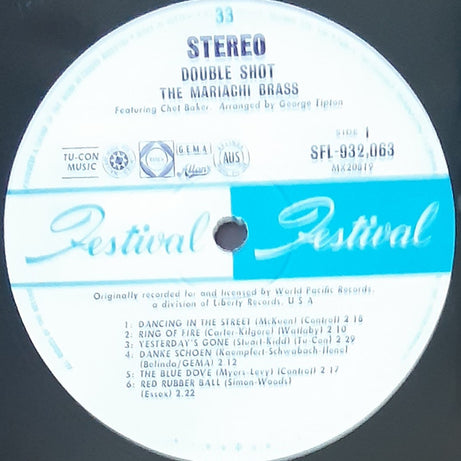 33
STEREO
DOUBLE SHOT
THE MARIACHI BRASS
Featuring Chet Baker. Arranged by George Tipton
SIDE 1
TU-CON MUSIC
ESSEX
GEMA
Allans
AUS
SFL-932,063
MX20819
Festival Festival
Originally recorded for and licensed by World Pacific Records,
a division of Liberty Records, U S A
1: DANCING IN THE STREET (McKuen) (Control) 2 18
2: RING OF FIRE (Carter-Kilgore) (Wallaby) 2 10
3: YESTERDAY'S GONE (Stuart-Kidd) (Tu-Con) 2 29
4: DANKE SCHOEN (Kaempfert-Schwabach-Ilene)
(Belinda/GEMA) 2 12
5: THE BLUE DOVE (Myers-Levy) (Control) 2 17
6: RED RUBBER BALL (Simon-Woods)
(Essex) 2.22